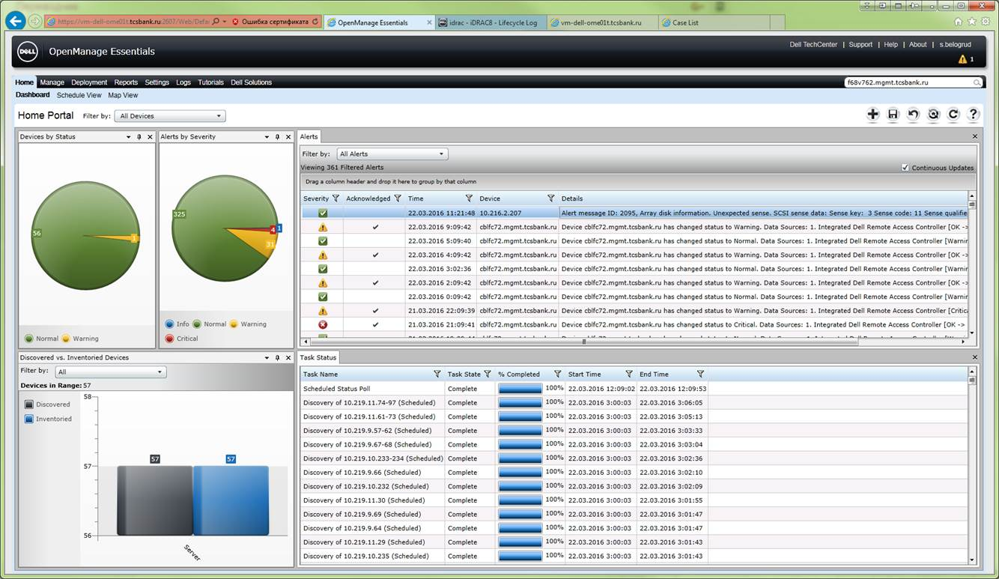 https://vm-dell-ome01t.tcsbank.ru:2607/Web/Defa Ошибка сертификата OpenManage Essentials idrac - iDRAC8 - Lifecycle Log vm-dell-ome01t.tcsbank.ru Case List
DELL OpenManage Essentials Dell TechCenter | Support | Help | About | s.belogrud
1
Home Manage Deployment Reports Settings Logs Tutorials Dell Solutions f68v762.mgmt.tcsbank.ru
Dashboard Schedule View Map View
Home Portal Filter by: All Devices
Devices by Status
56
1
Normal Warning
Alerts by Severity
325
1
4
31
Info Normal Warning
Critical
Alerts
Filter by: All Alerts
Viewing 361 Filtered Alerts Continuous Updates
Drag a column header and drop it here to group by that column
Severity Acknowledged Time Device Details
22.03.2016 11:21:48 10.216.2.207 Alert message ID: 2095, Array disk information. Unexpected sense. SCSI sense data: Sense key: 3 Sense code: 11 Sense qualifie
22.03.2016 9:09:42 cblfc72.mgmt.tcsbank.ru Device cblfc72.mgmt.tcsbank.ru has changed status to Warning. Data Sources: 1. Integrated Dell Remote Access Controller [OK ->
22.03.2016 5:09:40 cblfc72.mgmt.tcsbank.ru Device cblfc72.mgmt.tcsbank.ru has changed status to Normal. Data Sources: 1. Integrated Dell Remote Access Controller [Warnin
22.03.2016 4:09:42 cblfc72.mgmt.tcsbank.ru Device cblfc72.mgmt.tcsbank.ru has changed status to Warning. Data Sources: 1. Integrated Dell Remote Access Controller [OK ->
22.03.2016 3:02:36 cblfc72.mgmt.tcsbank.ru Device cblfc72.mgmt.tcsbank.ru has changed status to Normal. Data Sources: 1. Integrated Dell Remote Access Controller [Warnin
22.03.2016 2:09:42 cblfc72.mgmt.tcsbank.ru Device cblfc72.mgmt.tcsbank.ru has changed status to Warning. Data Sources: 1. Integrated Dell Remote Access Controller [OK ->
22.03.2016 0:09:42 cblfc72.mgmt.tcsbank.ru Device cblfc72.mgmt.tcsbank.ru has changed status to Normal. Data Sources: 1. Integrated Dell Remote Access Controller [Warnin
21.03.2016 22:09:39 cblfc72.mgmt.tcsbank.ru Device cblfc72.mgmt.tcsbank.ru has changed status to Warning. Data Sources: 1. Integrated Dell Remote Access Controller [Critica
21.03.2016 21:09:41 cblfc72.mgmt.tcsbank.ru Device cblfc72.mgmt.tcsbank.ru has changed status to Critical. Data Sources: 1. Integrated Dell Remote Access Controller [OK ->
Discovered vs. Inventoried Devices
Filter by: All
Devices in Range: 57
Discovered
Inventoried
58
57
56
57
57
Server
Task Status
Task Name Task State % Completed Start Time End Time
Scheduled Status Poll Complete 100% 22.03.2016 12:09:02 22.03.2016 12:09:53
Discovery of 10.219.11.74-97 (Scheduled) Complete 100% 22.03.2016 3:00:03 22.03.2016 3:06:05
Discovery of 10.219.11.61-73 (Scheduled) Complete 100% 22.03.2016 3:00:03 22.03.2016 3:05:13
Discovery of 10.219.9.57-62 (Scheduled) Complete 100% 22.03.2016 3:00:03 22.03.2016 3:03:33
Discovery of 10.219.9.67-68 (Scheduled) Complete 100% 22.03.2016 3:00:03 22.03.2016 3:03:04
Discovery of 10.219.10.233-234 (Scheduled) Complete 100% 22.03.2016 3:00:03 22.03.2016 3:02:36
Discovery of 10.219.9.66 (Scheduled) Complete 100% 22.03.2016 3:00:03 22.03.2016 3:02:10
Discovery of 10.219.10.232 (Scheduled) Complete 100% 22.03.2016 3:00:03 22.03.2016 3:02:09
Discovery of 10.219.11.30 (Scheduled) Complete 100% 22.03.2016 3:00:03 22.03.2016 3:01:55
Discovery of 10.219.9.69 (Scheduled) Complete 100% 22.03.2016 3:00:03 22.03.2016 3:01:47
Discovery of 10.219.9.64 (Scheduled) Complete 100% 22.03.2016 3:00:03 22.03.2016 3:01:47
Discovery of 10.219.11.29 (Scheduled) Complete 100% 22.03.2016 3:00:03 22.03.2016 3:01:43
Discovery of 10.219.10.235 (Scheduled) Complete 100% 22.03.2016 3:00:03 22.03.2016 3:01:43